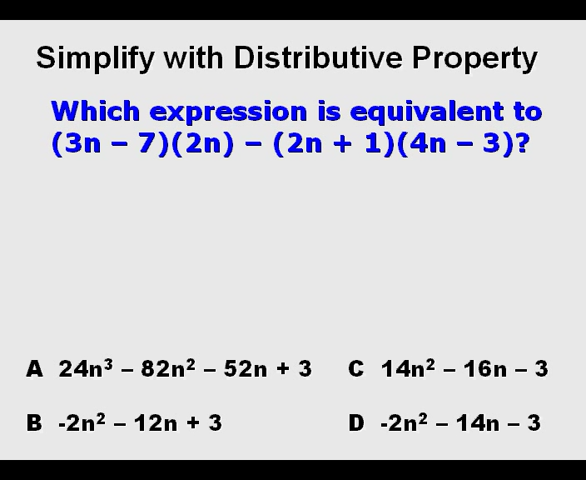 Simplify with Distributive Property
Which expression is equivalent to
(3n – 7)(2n) – (2n + 1)(4n – 3)?
A 24n³ – 82n² – 52n + 3
C 14n² – 16n – 3
B -2n² – 12n + 3
D -2n² – 14n – 3